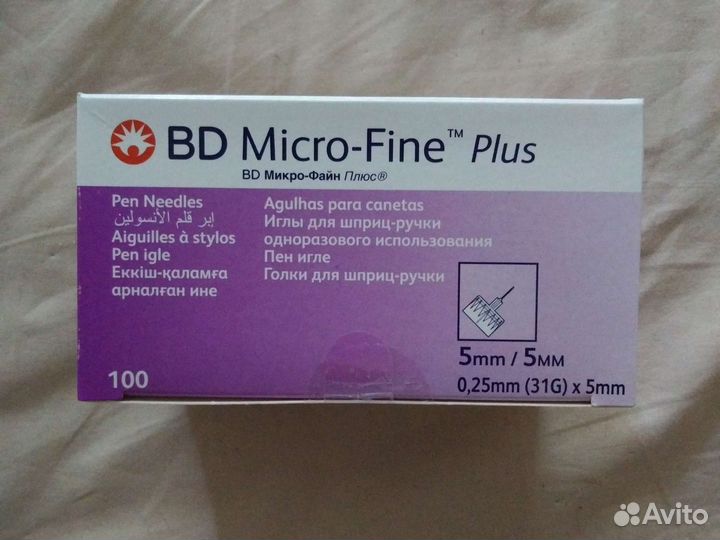 BD Micro-Fine™ Plus
BD Микро-Файн Плюс®
Pen Needles
إبر قلم الأنسولين
Aiguilles à stylos
Pen igle
Еккіш-қаламға
арналған ине
Agulhas para canetas
Иглы для шприц-ручки
одноразового использования
Пен игле
Голки для шприц-ручки
5mm / 5мм
0,25mm (31G) x 5mm
100
Avito